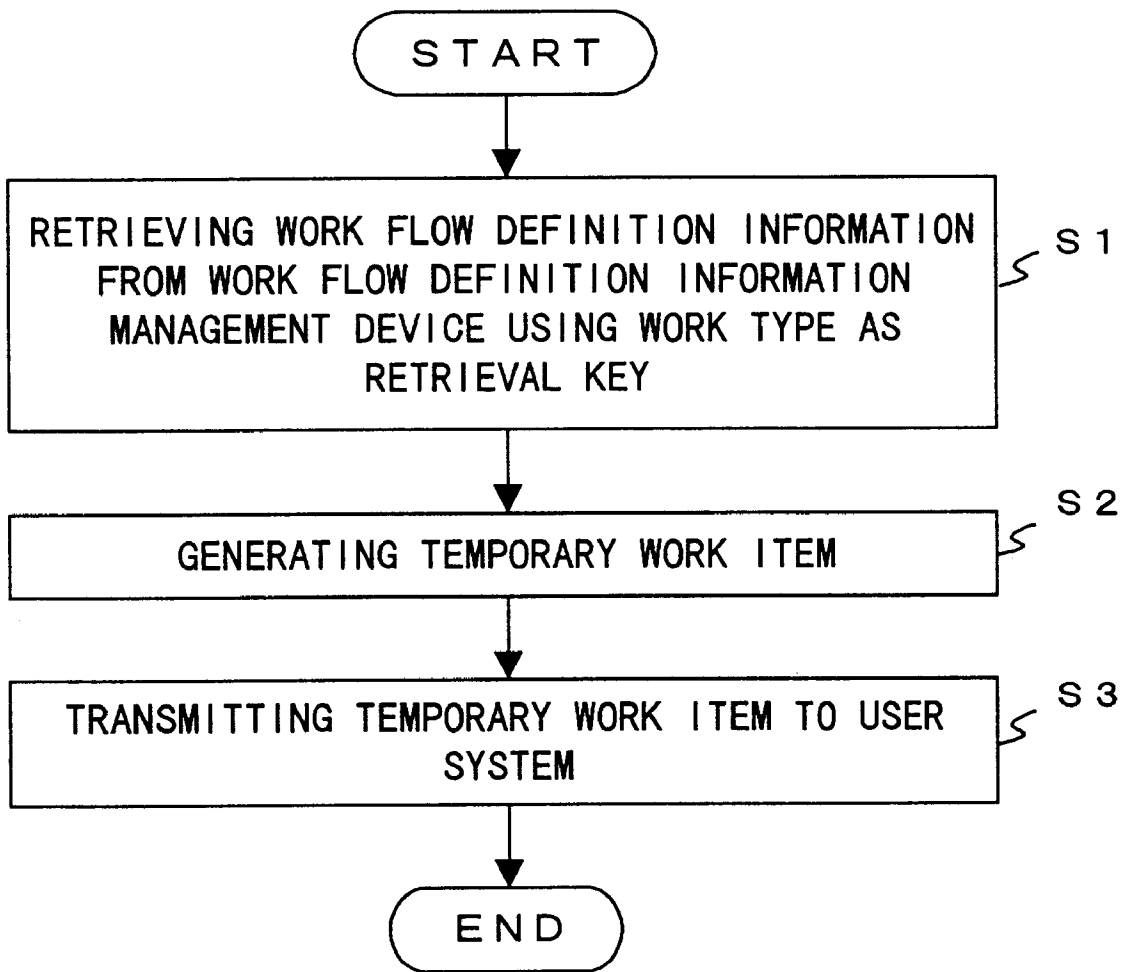 START
RETRIEVING WORK FLOW DEFINITION INFORMATION
FROM WORK FLOW DEFINITION INFORMATION
MANAGEMENT DEVICE USING WORK TYPE AS
RETRIEVAL KEY
S1
GENERATING TEMPORARY WORK ITEM
S2
TRANSMITTING TEMPORARY WORK ITEM TO USER
SYSTEM
S3
END